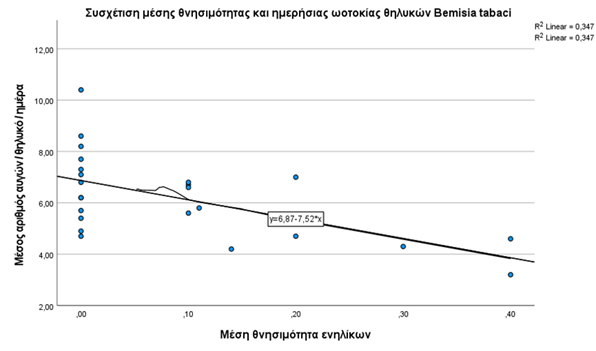 Συσχέτιση μέσης θνησιμότητας και ημερήσιας ωοτοκίας θηλυκών Bemisia tabaci
R² Linear = 0,347
R² Linear = 0,347
Μέσος αριθμός αυγών / θηλυκό / ημέρα
12,00
10,00
8,00
6,00
4,00
2,00
y=6,87-7,52*x
,00 ,10 ,20 ,30 ,40
Μέση θνησιμότητα ενηλίκων